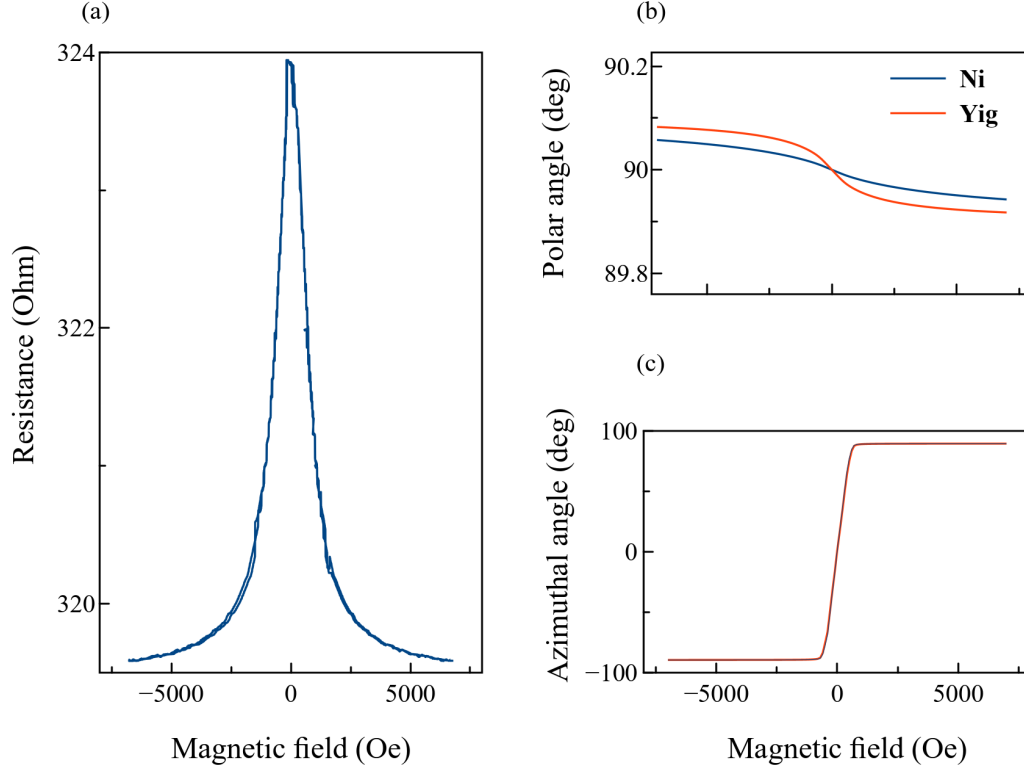 (a)
324
322
320
Resistance (Ohm)
−5000
0
5000
Magnetic field (Oe)
(b)
90.2
90
89.8
Polar angle (deg)
Ni
Yig
(c)
100
0
−100
Azimuthal angle (deg)
−5000
0
5000
Magnetic field (Oe)